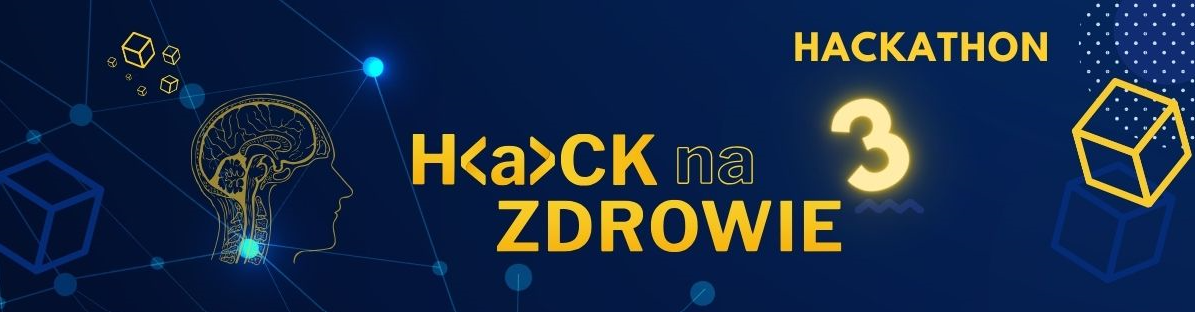 HACKATHON
3
H<a>CK na
ZDROWIE